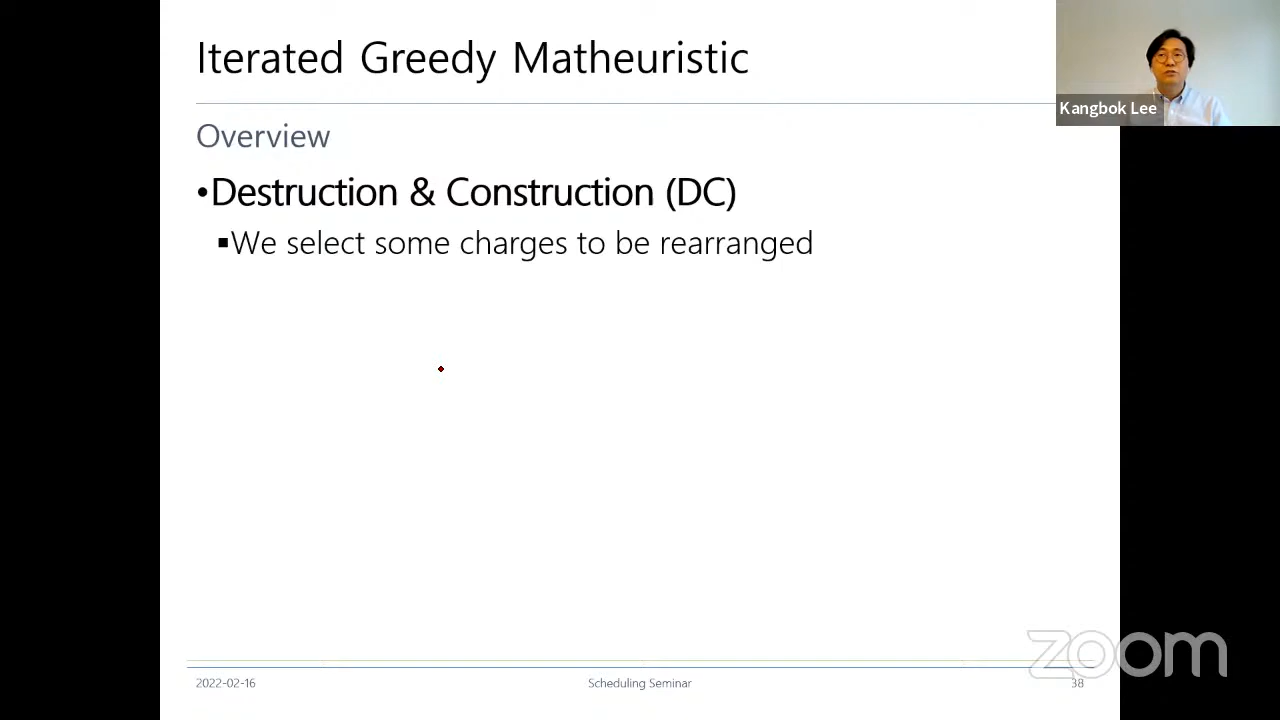 Iterated Greedy Matheuristic
Kangbok Lee
Overview
•Destruction & Construction (DC)
▪We select some charges to be rearranged
zoom
2022-02-16
Scheduling Seminar
38